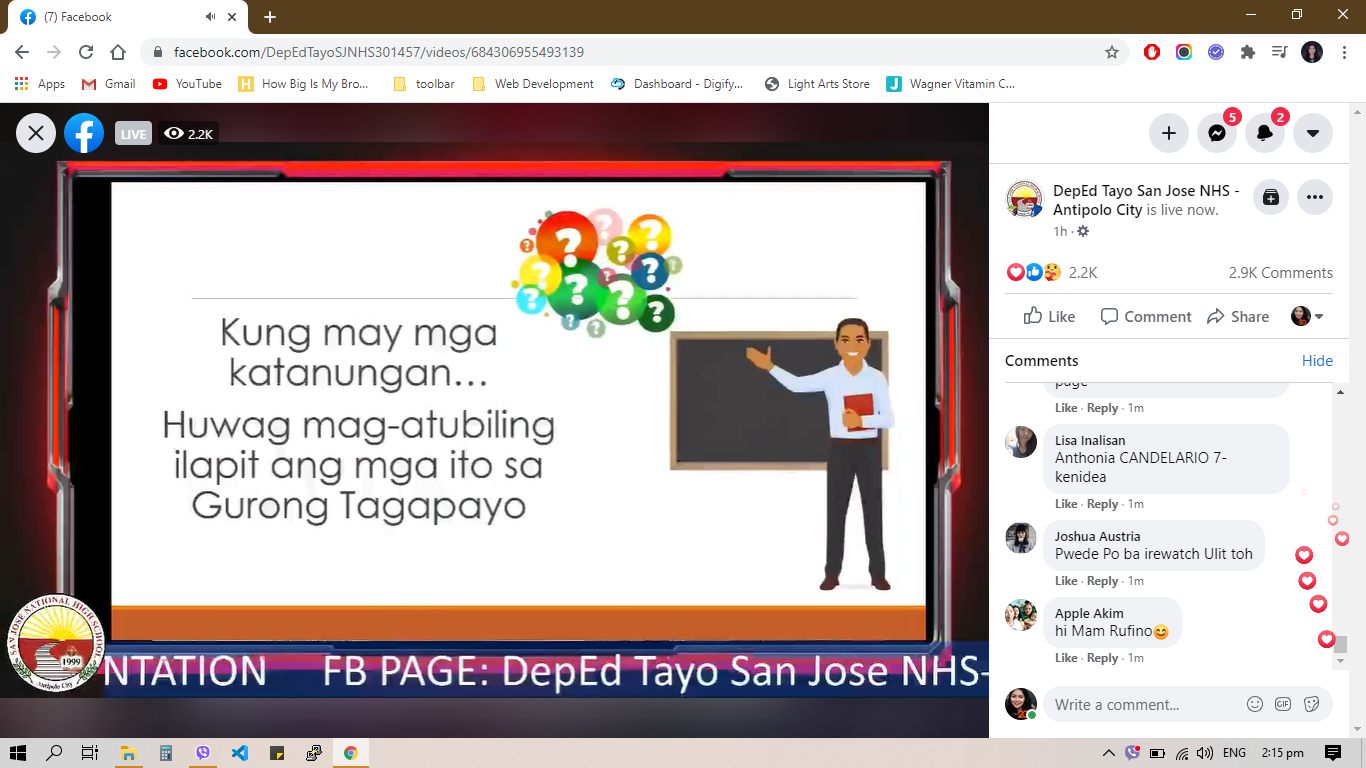 (7) Facebook
facebook.com/DepEdTayoSJNHS301457/videos/684306955493139
Apps
Gmail
YouTube
How Big Is My Bro...
toolbar
Web Development
Dashboard - Digify...
Light Arts Store
Wagner Vitamin C...
LIVE
2.2K
5
2
Kung may mga
katanungan...
Huwag mag-atubiling
ilapit ang mga ito sa
Gurong Tagapayo
SAN JOSE NATIONAL HIGH SCHOOL
1999
Antipolo City
NTATION FB PAGE: DepEd Tayo San Jose NHS-
DepEd Tayo San Jose NHS -
Antipolo City is live now.
1h ·
2.2K
2.9K Comments
Like
Comment
Share
Comments
Hide
page
Like · Reply · 1m
Lisa Inalisan
Anthonia CANDELARIO 7-
kenidea
Like · Reply · 1m
Joshua Austria
Pwede Po ba irewatch Ulit toh
Like · Reply · 1m
Apple Akim
hi Mam Rufino😊
Like · Reply · 1m
Write a comment...
GIF
ENG
2:15 pm